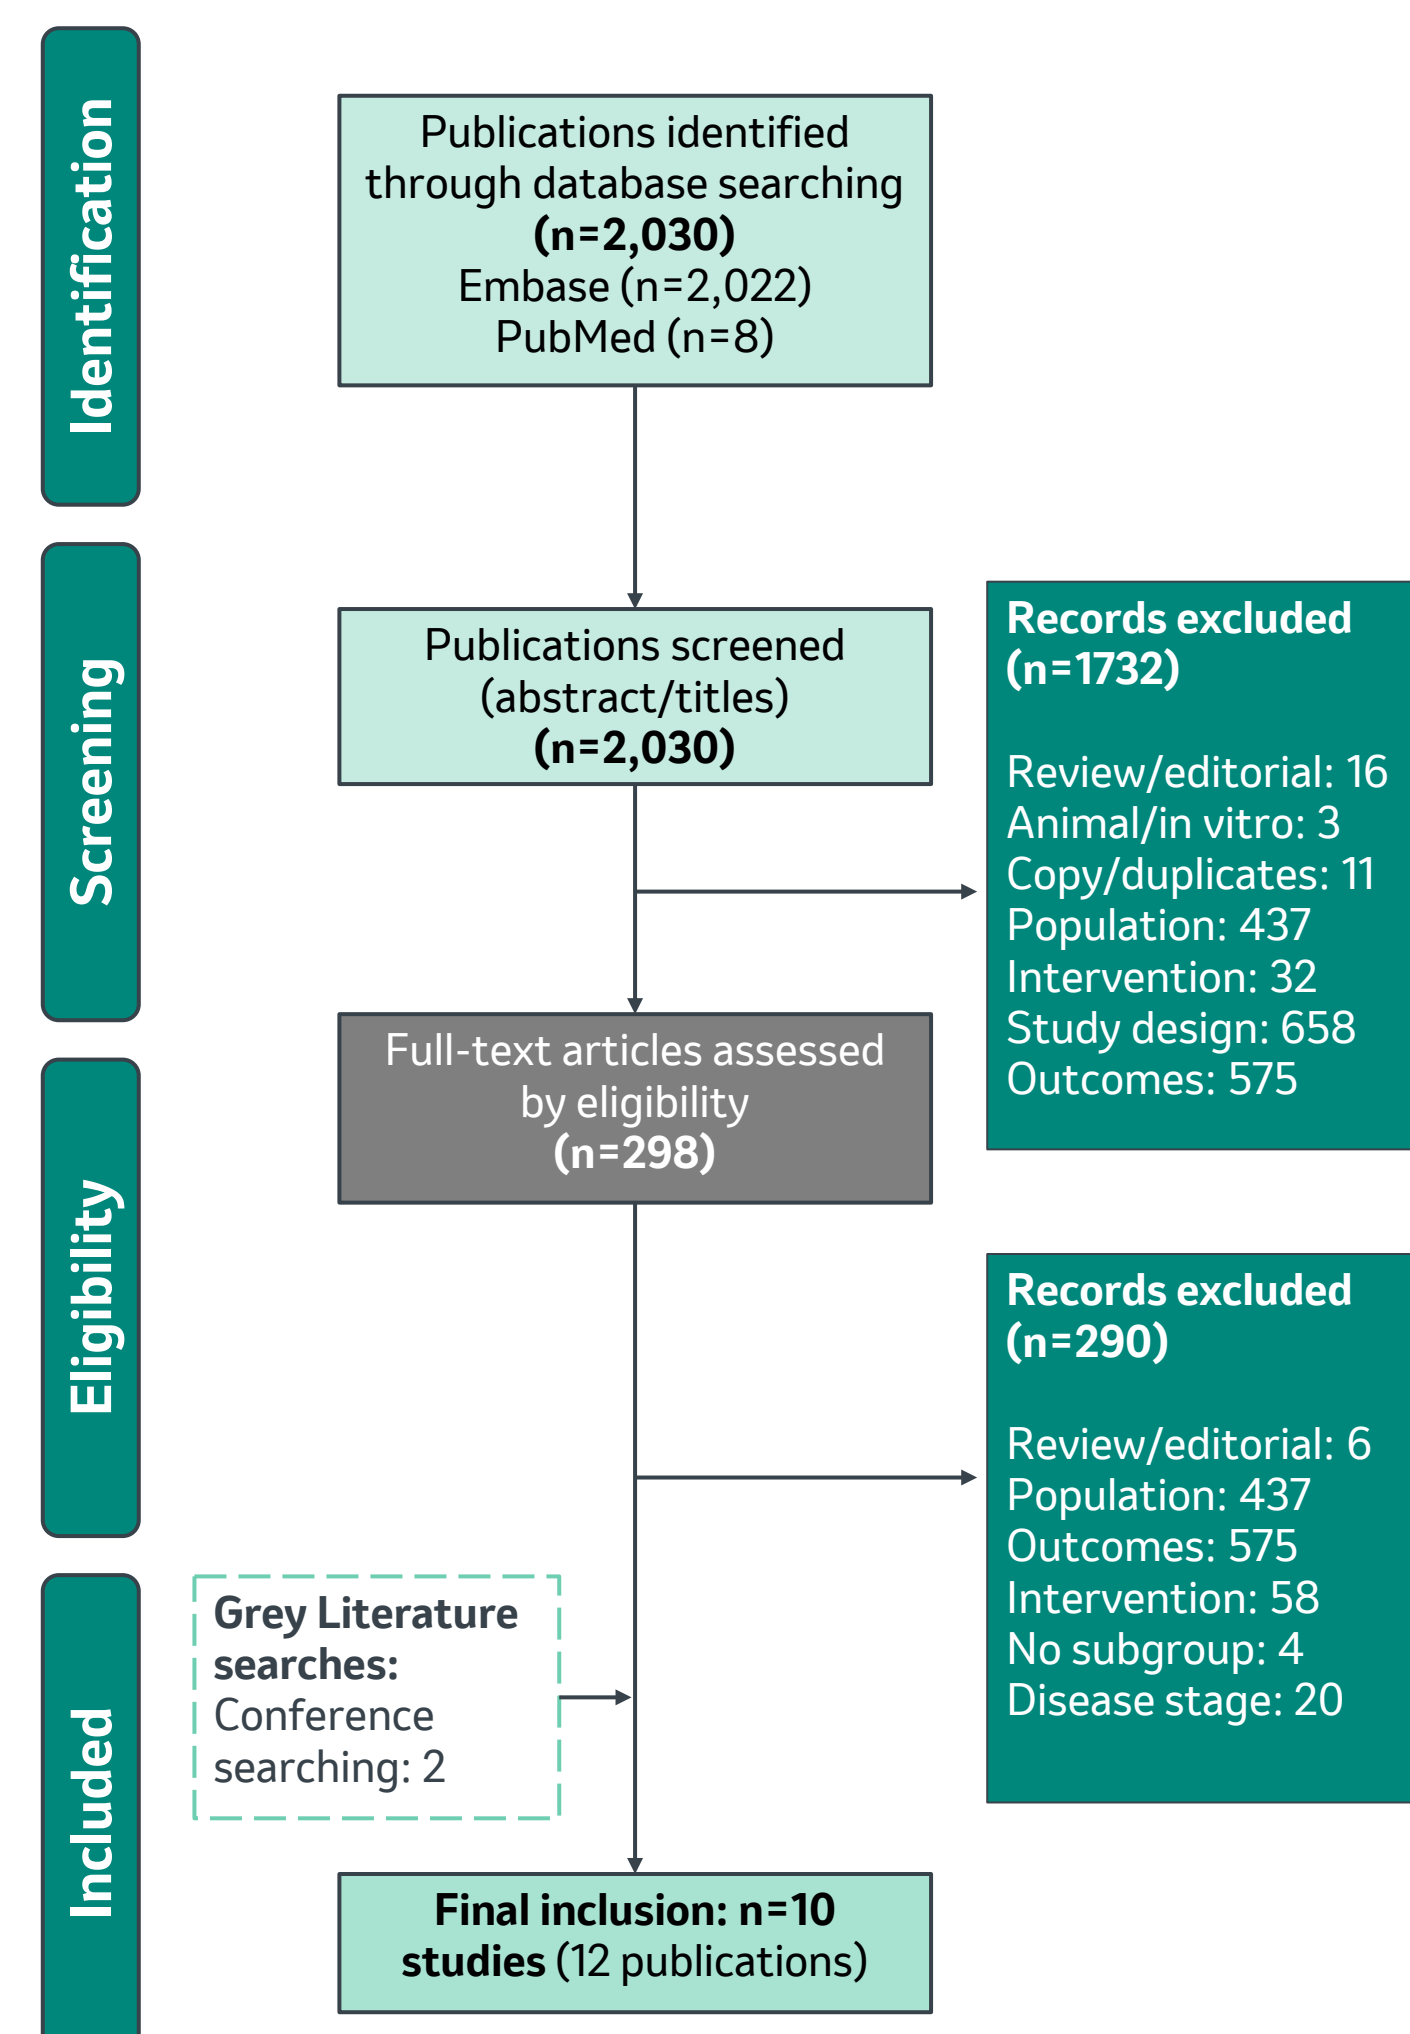 Identification
Publications identified
through database searching
(n=2,030)
Embase (n=2,022)
PubMed (n=8)
Screening
Publications screened
(abstract/titles)
(n=2,030)
Records excluded
(n=1732)
Review/editorial: 16
Animal/in vitro: 3
Copy/duplicates: 11
Population: 437
Intervention: 32
Study design: 658
Outcomes: 575
Eligibility
Full-text articles assessed
by eligibility
(n=298)
Records excluded
(n=290)
Review/editorial: 6
Population: 437
Outcomes: 575
Intervention: 58
No subgroup: 4
Disease stage: 20
Included
Grey Literature
searches:
Conference
searching: 2
Final inclusion: n=10
studies (12 publications)